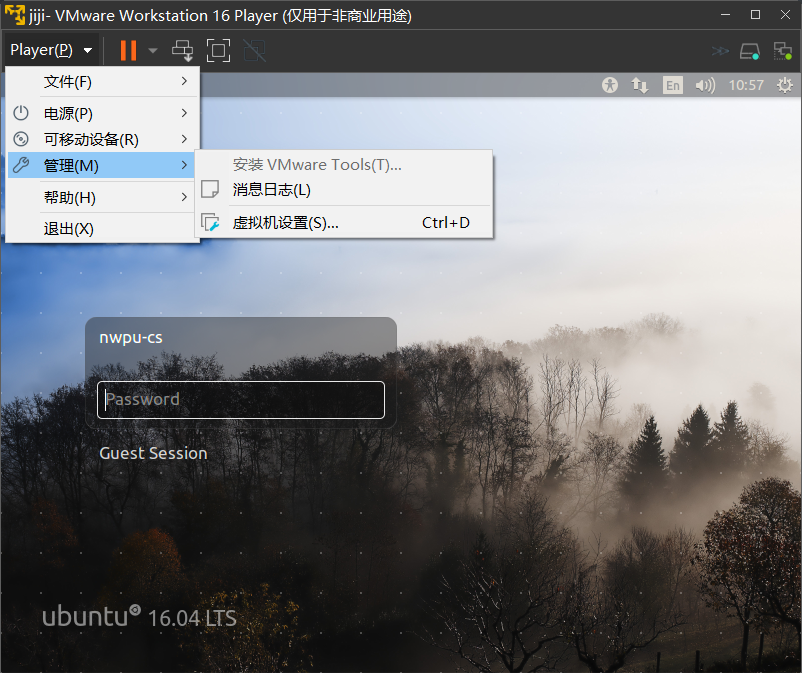 jiji- VMware Workstation 16 Player (仅用于非商业用途)
Player(P)
文件(F)
En
10:57
电源(P)
可移动设备(R)
管理(M)
安装 VMware Tools(T)...
消息日志(L)
帮助(H)
虚拟机设置(S)... Ctrl+D
退出(X)
nwpu-cs
Password
Guest Session
ubuntu 16.04 LTS